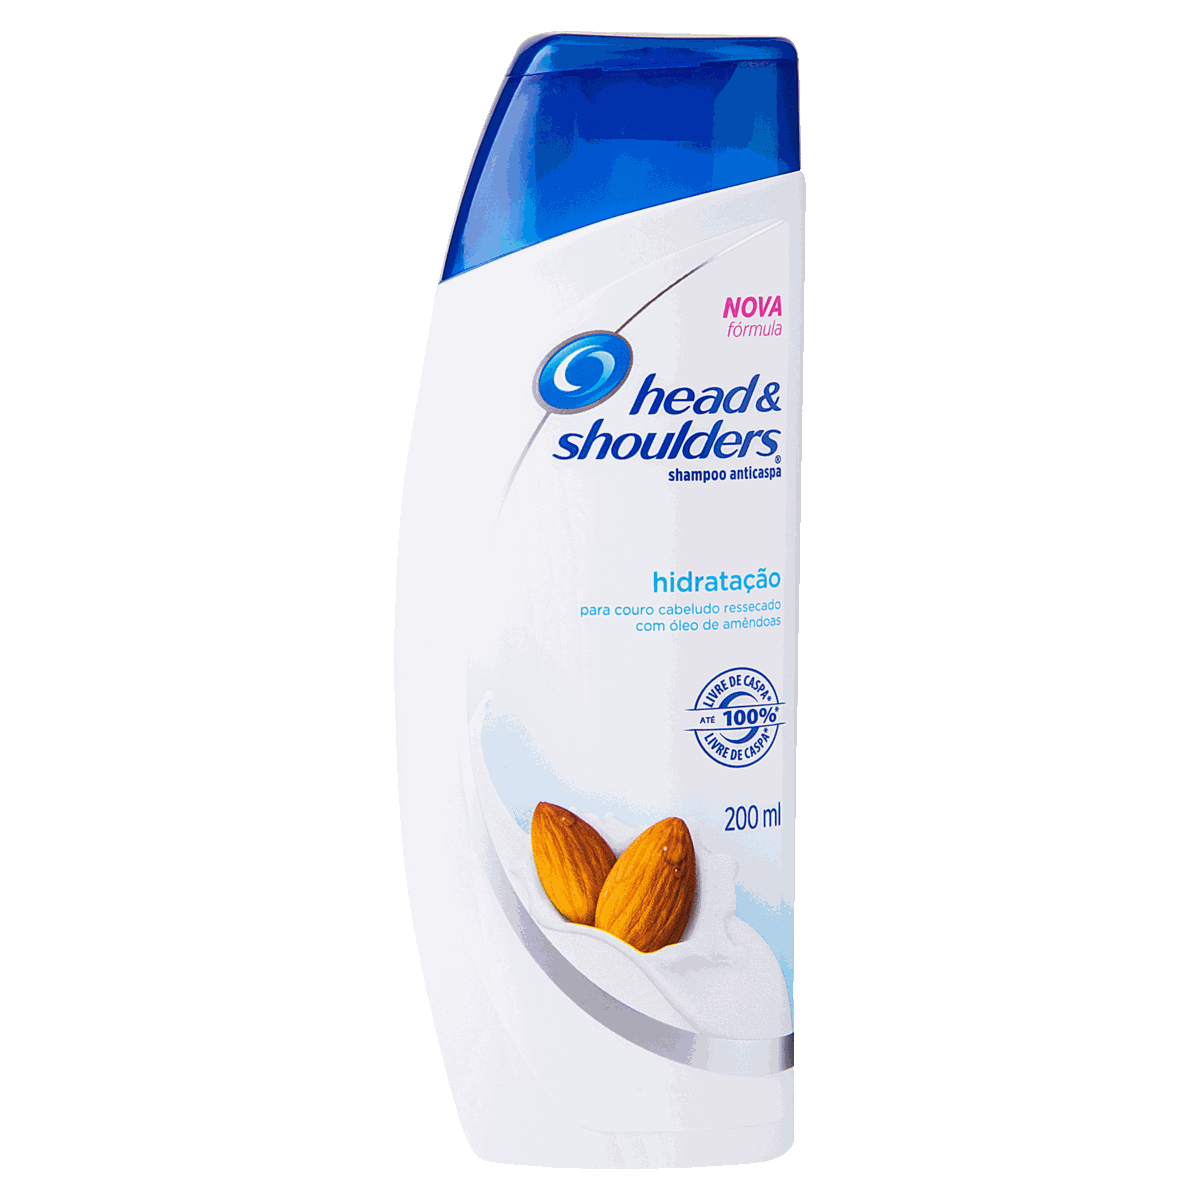 NOVA
fórmula
head &
shoulders®
shampoo anticaspa
hidratação
para couro cabeludo ressecado
com óleo de amêndoas
LIVRE DE CASPA*
ATÉ 100%*
LIVRE DE CASPA*
200 ml